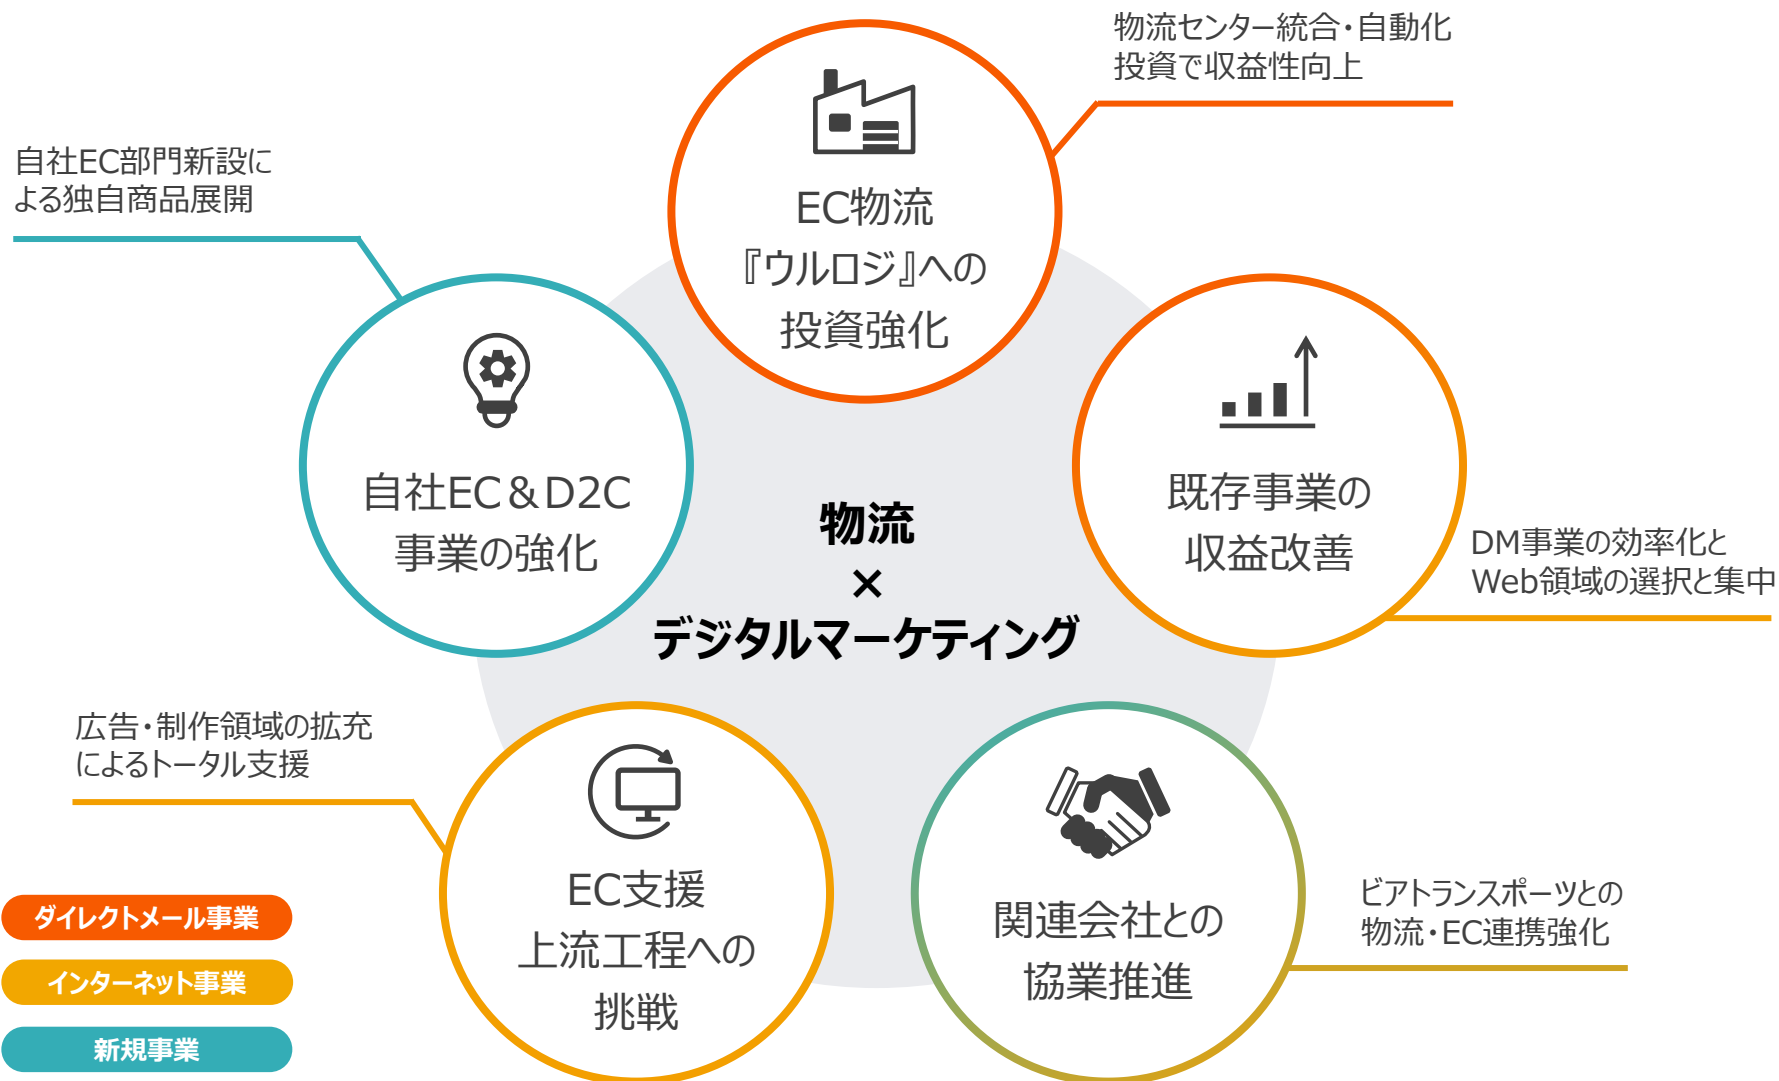 物流センター統合・自動化
投資で収益性向上
EC物流
『ウルロジ』への
投資強化
自社EC部門新設に
よる独自商品展開
自社EC＆D2C
事業の強化
既存事業の
収益改善
DM事業の効率化と
Web領域の選択と集中
物流
×
デジタルマーケティング
広告・制作領域の拡充
によるトータル支援
EC支援
上流工程への
挑戦
関連会社との
協業推進
ビアトランスポーツとの
物流・EC連携強化
ダイレクトメール事業
インターネット事業
新規事業